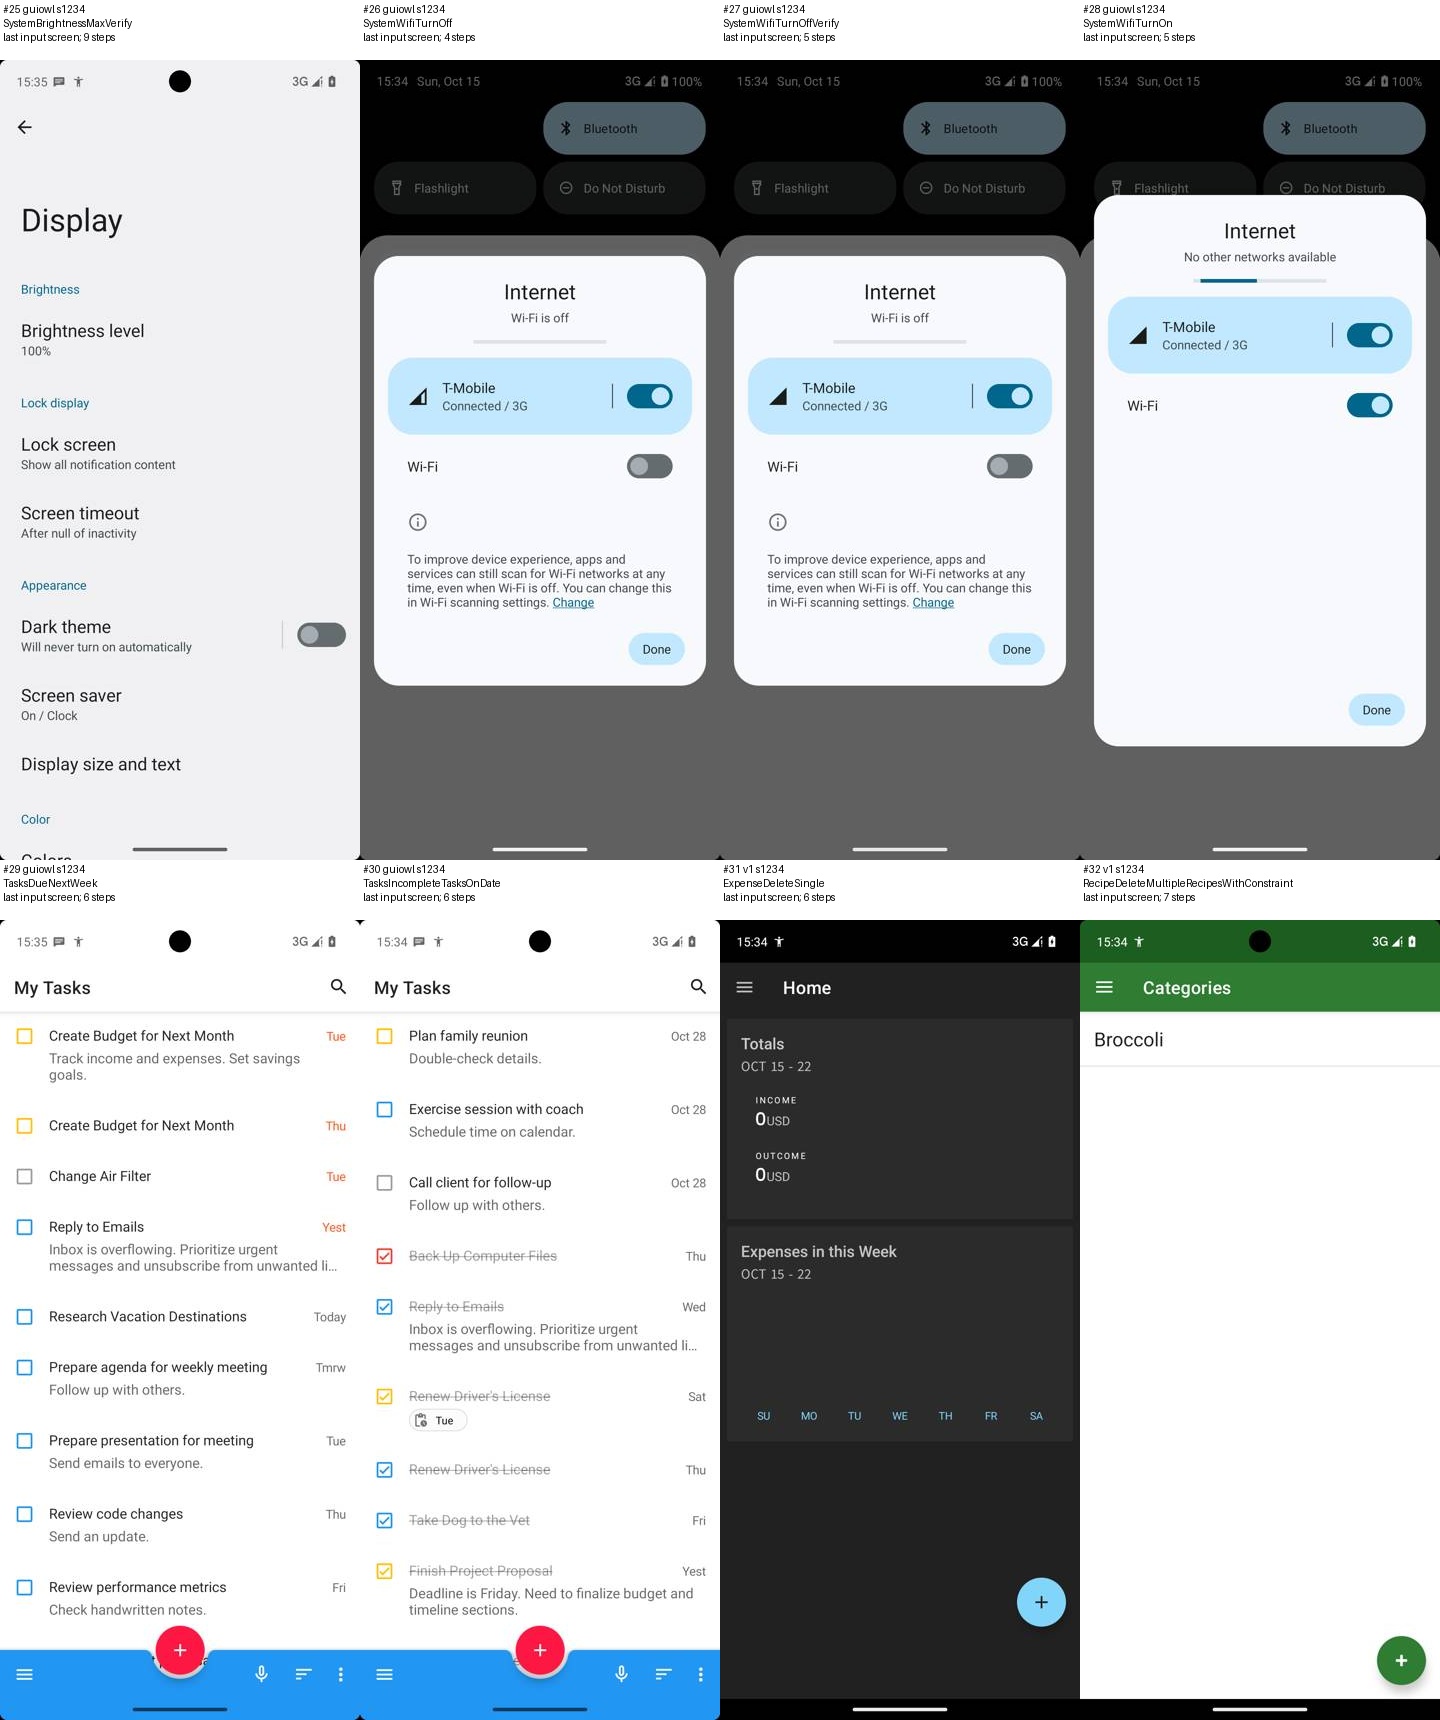 #25 guiowl s1234
SystemBrightnessMaxVerify
last input screen; 9 steps
15:35
3G
Display
Brightness
Brightness level
100%
Lock display
Lock screen
Show all notification content
Screen timeout
After null of inactivity
Appearance
Dark theme
Will never turn on automatically
Screen saver
On / Clock
Display size and text
Color
Colors
#26 guiowl s1234
SystemWifiTurnOff
last input screen; 4 steps
15:34 Sun, Oct 15
3G 100%
Bluetooth
Flashlight
Do Not Disturb
Internet
Wi-Fi is off
T-Mobile
Connected / 3G
Wi-Fi
To improve device experience, apps and
services can still scan for Wi-Fi networks at any
time, even when Wi-Fi is off. You can change this
in Wi-Fi scanning settings. Change
Done
#27 guiowl s1234
SystemWifiTurnOffVerify
last input screen; 5 steps
15:34 Sun, Oct 15
3G 100%
Bluetooth
Flashlight
Do Not Disturb
Internet
Wi-Fi is off
T-Mobile
Connected / 3G
Wi-Fi
To improve device experience, apps and
services can still scan for Wi-Fi networks at any
time, even when Wi-Fi is off. You can change this
in Wi-Fi scanning settings. Change
Done
#28 guiowl s1234
SystemWifiTurnOn
last input screen; 5 steps
15:34 Sun, Oct 15
3G 100%
Bluetooth
Flashlight
Do Not Disturb
Internet
No other networks available
T-Mobile
Connected / 3G
Wi-Fi
Done
#29 guiowl s1234
TasksDueNextWeek
last input screen; 6 steps
15:35
3G
My Tasks
Create Budget for Next Month
Tue
Track income and expenses. Set savings
goals.
Create Budget for Next Month
Thu
Change Air Filter
Tue
Reply to Emails
Yest
Inbox is overflowing. Prioritize urgent
messages and unsubscribe from unwanted li...
Research Vacation Destinations
Today
Prepare agenda for weekly meeting
Tmrw
Follow up with others.
Prepare presentation for meeting
Tue
Send emails to everyone.
Review code changes
Thu
Send an update.
Review performance metrics
Fri
Check handwritten notes.
#30 guiowl s1234
TasksIncompleteTasksOnDate
last input screen; 6 steps
15:34
3G
My Tasks
Plan family reunion
Oct 28
Double-check details.
Exercise session with coach
Oct 28
Schedule time on calendar.
Call client for follow-up
Oct 28
Follow up with others.
Back Up Computer Files
Thu
Reply to Emails
Wed
Inbox is overflowing. Prioritize urgent
messages and unsubscribe from unwanted li...
Renew Driver's License
Sat
Tue
Renew Driver's License
Thu
Take Dog to the Vet
Fri
Finish Project Proposal
Yest
Deadline is Friday. Need to finalize budget and
timeline sections.
#31 v1 s1234
ExpenseDeleteSingle
last input screen; 6 steps
15:34
3G
Home
Totals
OCT 15 - 22
INCOME
0 USD
OUTCOME
0 USD
Expenses in this Week
OCT 15 - 22
SU MO TU WE TH FR SA
#32 v1 s1234
RecipeDeleteMultipleRecipesWithConstraint
last input screen; 7 steps
15:34
3G
Categories
Broccoli